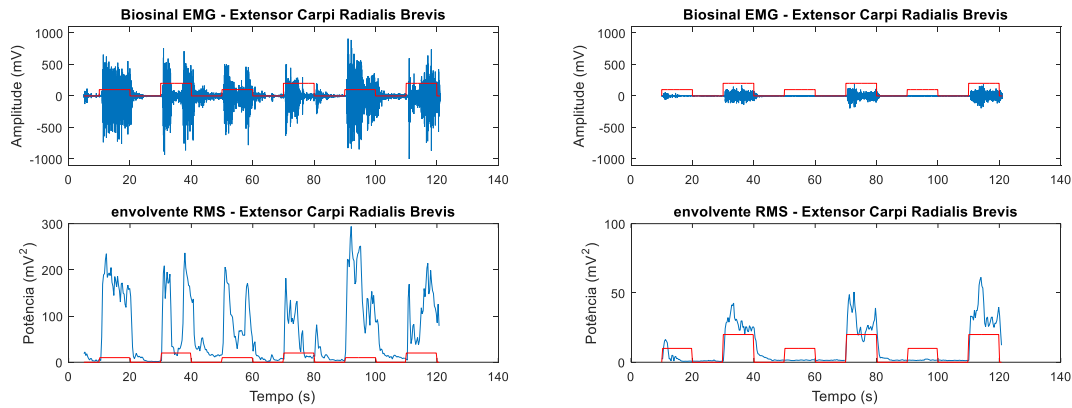 Biosinal EMG - Extensor Carpi Radialis Brevis
1000
500
0
-500
-1000
Amplitude (mV)
0 20 40 60 80 100 120 140
Biosinal EMG - Extensor Carpi Radialis Brevis
1000
500
0
-500
-1000
Amplitude (mV)
0 20 40 60 80 100 120 140
envolvente RMS - Extensor Carpi Radialis Brevis
300
200
100
0
Potência (mV²)
0 20 40 60 80 100 120 140
Tempo (s)
envolvente RMS - Extensor Carpi Radialis Brevis
100
50
0
Potência (mV²)
0 20 40 60 80 100 120 140
Tempo (s)